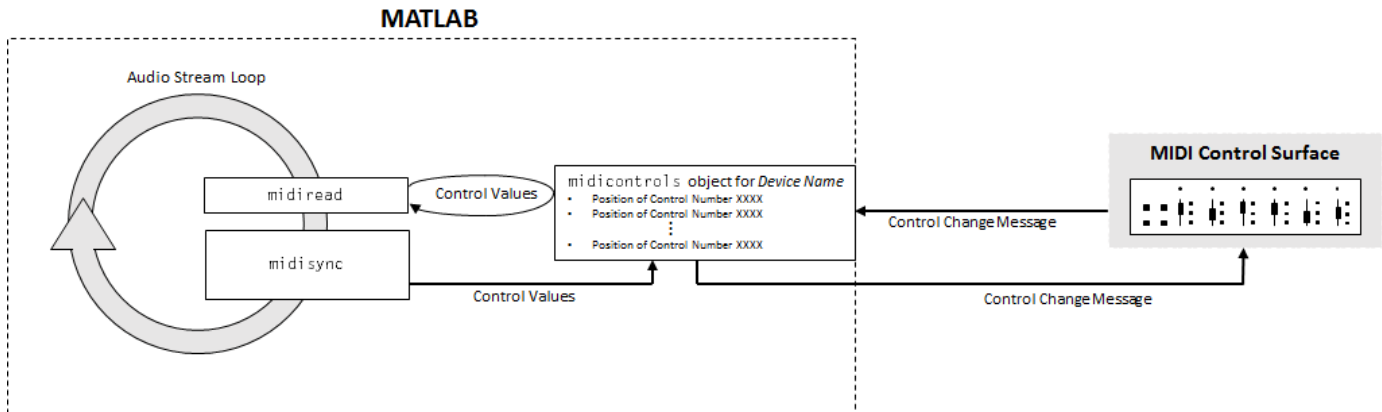 MATLAB
Audio Stream Loop
midiread
Control Values
midicontrols object for Device Name
• Position of Control Number XXXX
• Position of Control Number XXXX
• Position of Control Number XXXX
midisync
Control Values
MIDI Control Surface
Control Change Message
Control Change Message